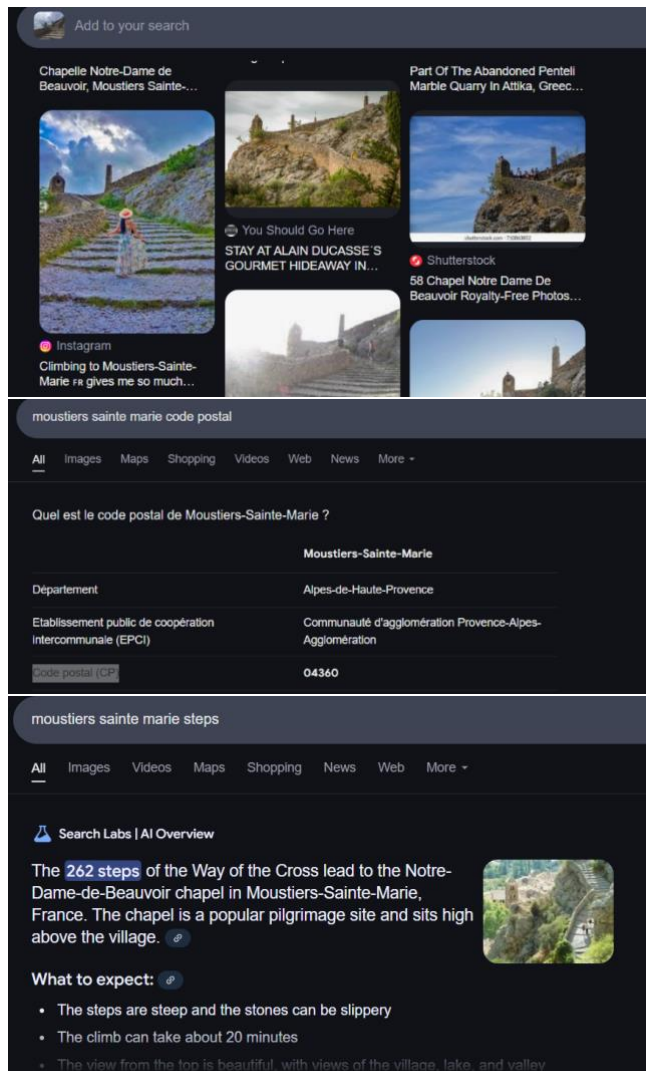 Add to your search
Chapelle Notre-Dame de
Beauvoir, Moustiers Sainte-...
Part Of The Abandoned Penteli
Marble Quarry In Attika, Greec...
You Should Go Here
STAY AT ALAIN DUCASSE`S
GOURMET HIDEAWAY IN...
Shutterstock
58 Chapel Notre Dame De
Beauvoir Royalty-Free Photos...
Instagram
Climbing to Moustiers-Sainte-
Marie FR gives me so much...
moustiers sainte marie code postal
All Images Maps Shopping Videos Web News More
Quel est le code postal de Moustiers-Sainte-Marie ?
Moustiers-Sainte-Marie
Département Alpes-de-Haute-Provence
Etablissement public de coopération
intercommunale (EPCI)
Communauté d'agglomération Provence-Alpes-
Agglomération
Code postal (CP) 04360
moustiers sainte marie steps
All Images Videos Maps Shopping News Web More
Search Labs | AI Overview
The 262 steps of the Way of the Cross lead to the Notre-
Dame-de-Beauvoir chapel in Moustiers-Sainte-Marie,
France. The chapel is a popular pilgrimage site and sits high
above the village.
What to expect:
• The steps are steep and the stones can be slippery
• The climb can take about 20 minutes
• The view from the top is beautiful, with views of the village, lake, and valley